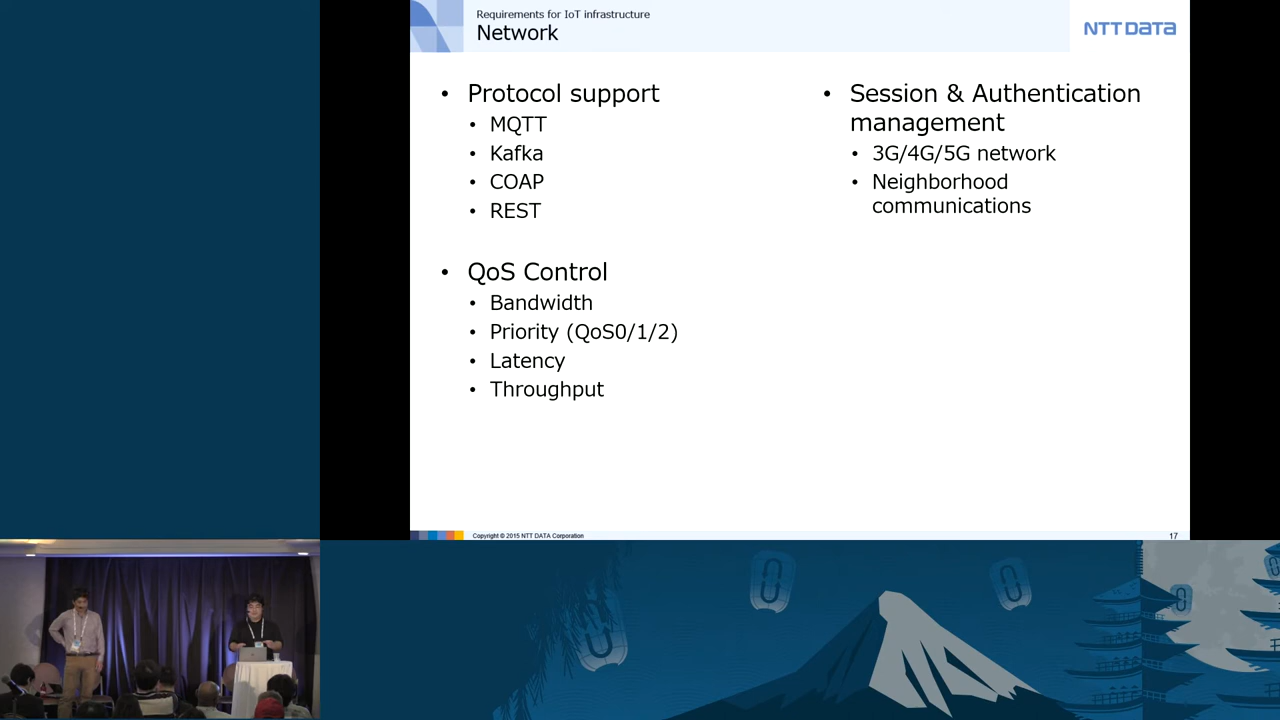 Requirements for IoT infrastructure
Network
NTT DATA
• Protocol support
• MQTT
• Kafka
• COAP
• REST
• QoS Control
• Bandwidth
• Priority (QoS0/1/2)
• Latency
• Throughput
• Session & Authentication
management
• 3G/4G/5G network
• Neighborhood
communications
Copyright © 2015 NTT DATA Corporation
17